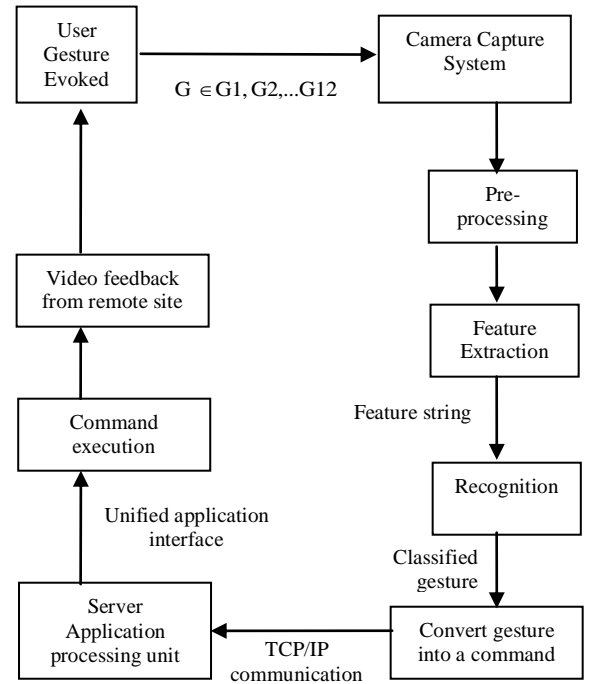 User
Gesture
Evoked
G ∈G1, G2,...G12
Camera Capture
System
Pre-
processing
Feature
Extraction
Feature string
Recognition
Classified
gesture
Convert gesture
into a command
TCP/IP
communication
Server
Application
processing unit
Unified application
interface
Command
execution
Video feedback
from remote site